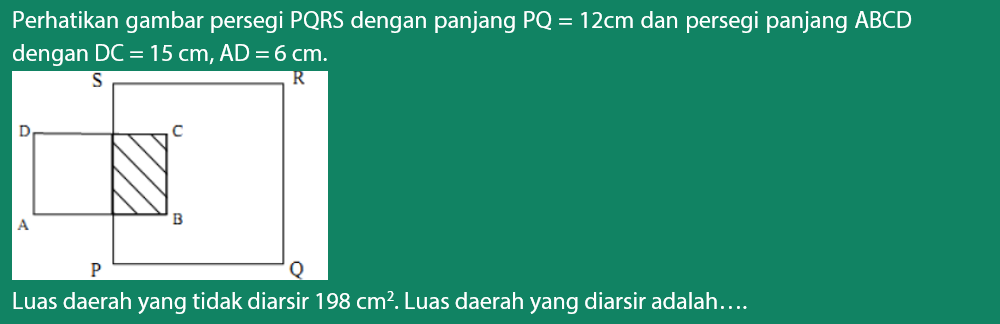 Perhatikan gambar persegi PQRS dengan panjang PQ = 12cm dan persegi panjang ABCD
dengan DC = 15 cm, AD = 6 cm.
S R
D C
A B
P Q
Luas daerah yang tidak diarsir 198 cm². Luas daerah yang diarsir adalah….